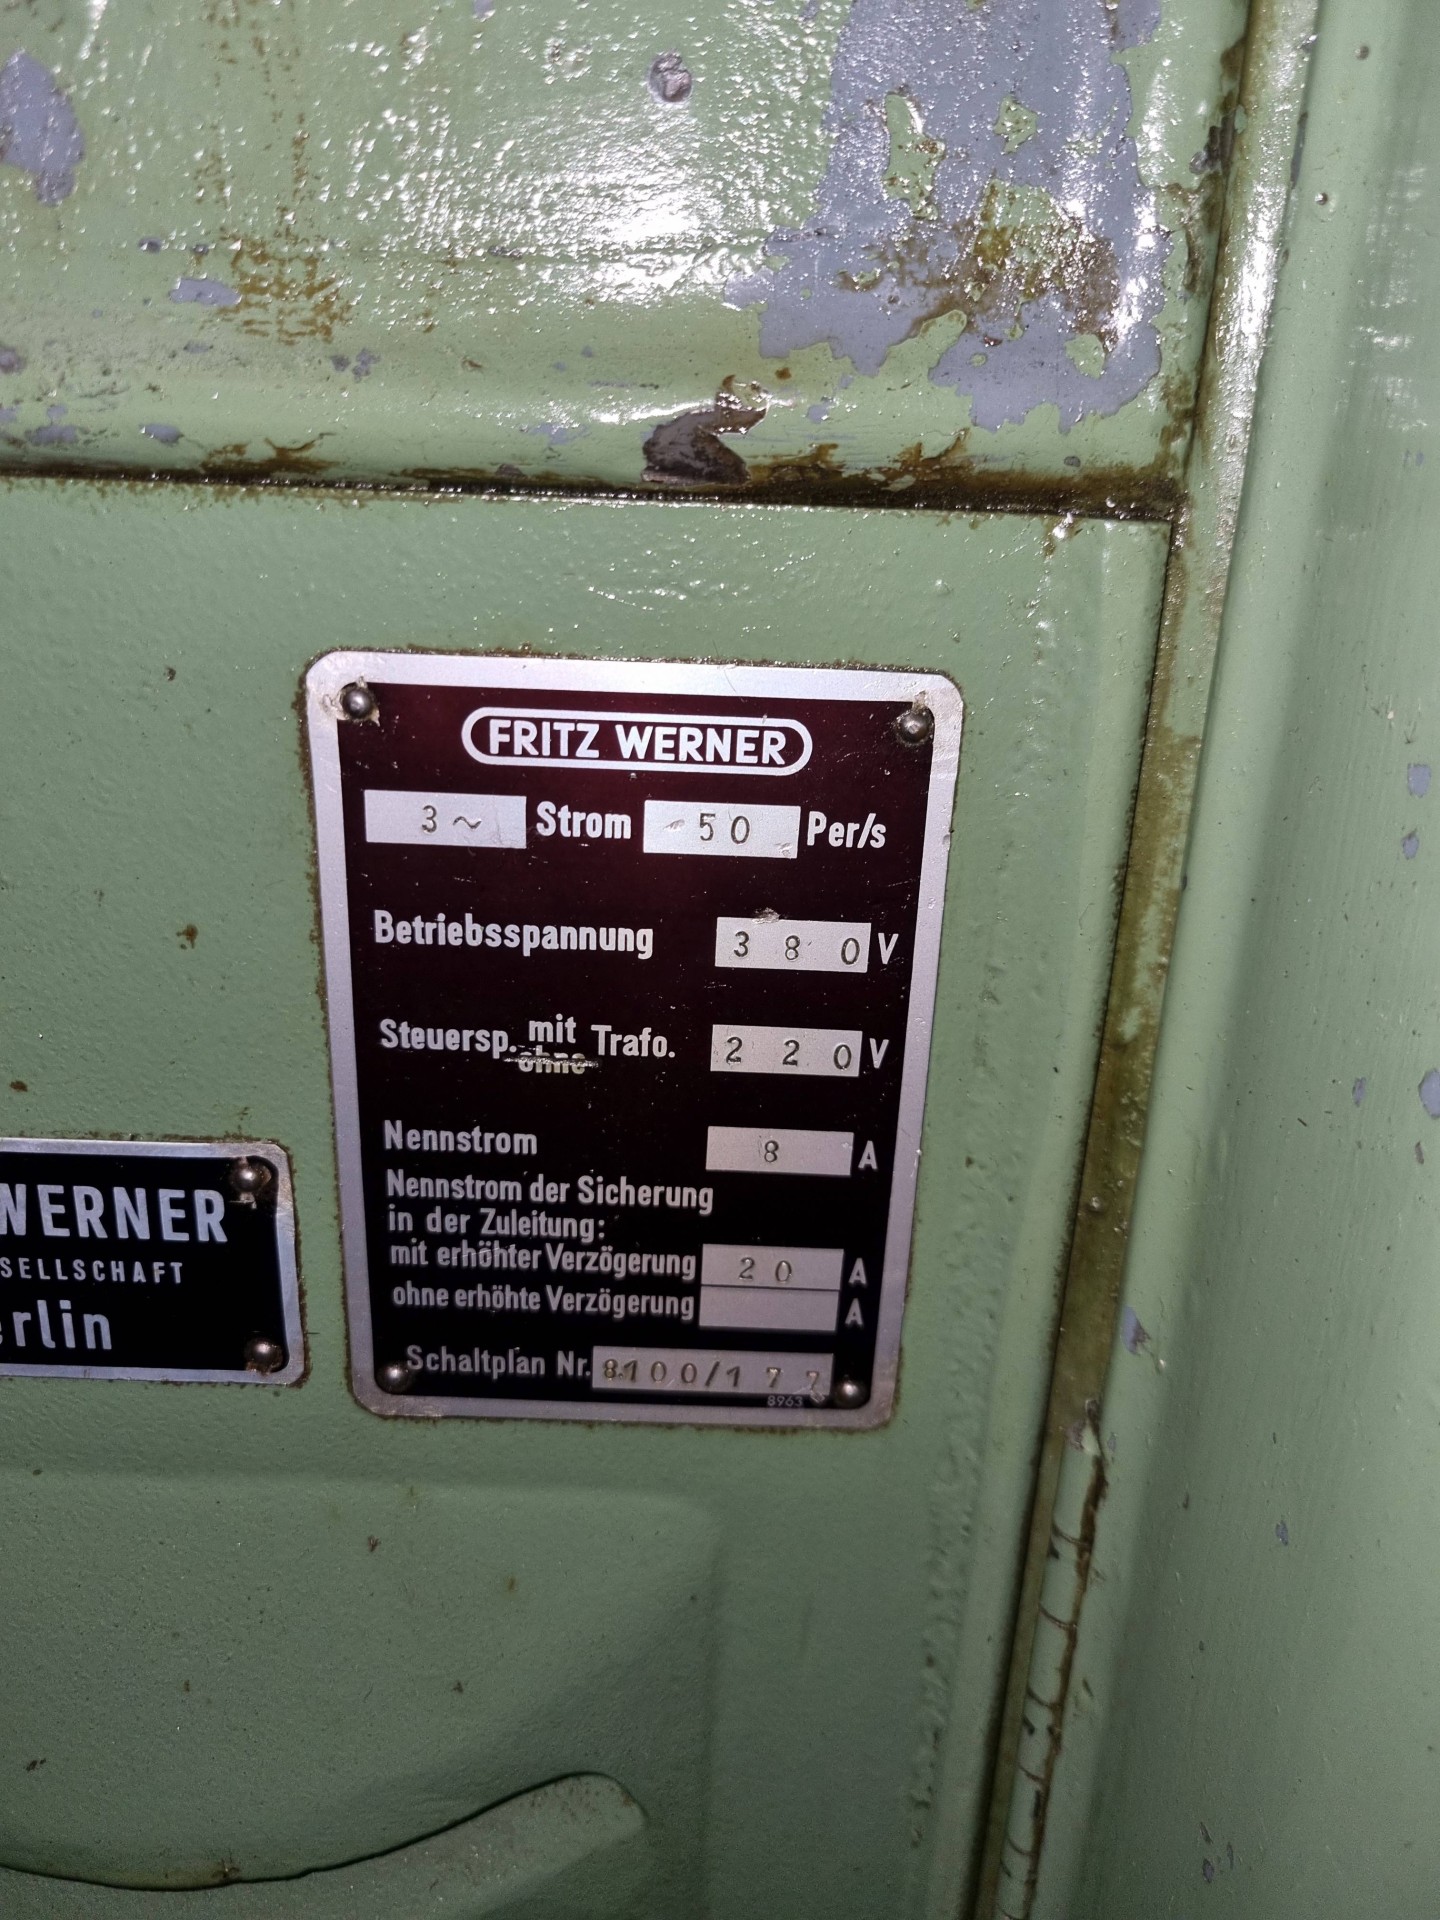 FRITZ WERNER
3~ Strom 50 Per/s
Betriebsspannung 380 V
Steuersp. mit Trafo. 220 V
ohne
Nennstrom 8 A
Nennstrom der Sicherung
in der Zuleitung:
mit erhöhter Verzögerung 20 A
ohne erhöhte Verzögerung A
Schaltplan Nr. 8100/177
8963
WERNER
SELLSCHAFT
erlin